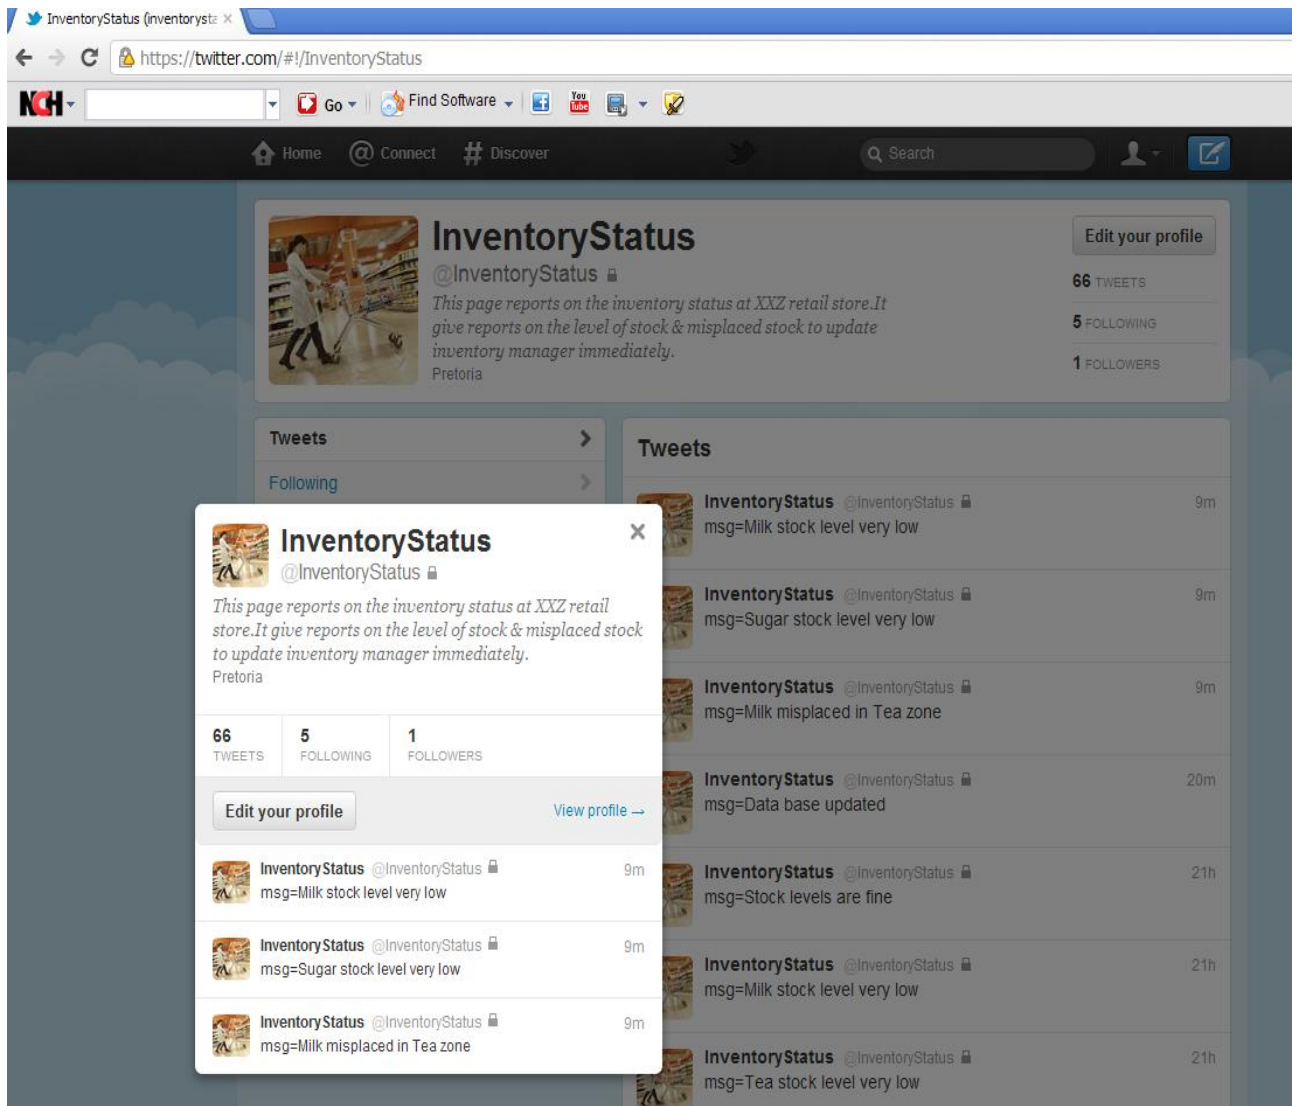 InventoryStatus (inventorysta ×
https://twitter.com/#!/InventoryStatus
NCH
Go
Find Software
You Tube
Home
@ Connect
# Discover
Search
InventoryStatus
@InventoryStatus
This page reports on the inventory status at XXZ retail store.It
give reports on the level of stock & misplaced stock to update
inventory manager immediately.
Pretoria
Edit your profile
66 TWEETS
5 FOLLOWING
1 FOLLOWERS
Tweets
Following
InventoryStatus
@InventoryStatus
This page reports on the inventory status at XXZ retail
store.It give reports on the level of stock & misplaced stock
to update inventory manager immediately.
Pretoria
66 5 1
TWEETS FOLLOWING FOLLOWERS
Edit your profile View profile →
InventoryStatus @InventoryStatus 9m
msg=Milk stock level very low
InventoryStatus @InventoryStatus 9m
msg=Sugar stock level very low
InventoryStatus @InventoryStatus 9m
msg=Milk misplaced in Tea zone
Tweets
InventoryStatus @InventoryStatus 9m
msg=Milk stock level very low
InventoryStatus @InventoryStatus 9m
msg=Sugar stock level very low
InventoryStatus @InventoryStatus 9m
msg=Milk misplaced in Tea zone
InventoryStatus @InventoryStatus 20m
msg=Data base updated
InventoryStatus @InventoryStatus 21h
msg=Stock levels are fine
InventoryStatus @InventoryStatus 21h
msg=Milk stock level very low
InventoryStatus @InventoryStatus 21h
msg=Tea stock level very low